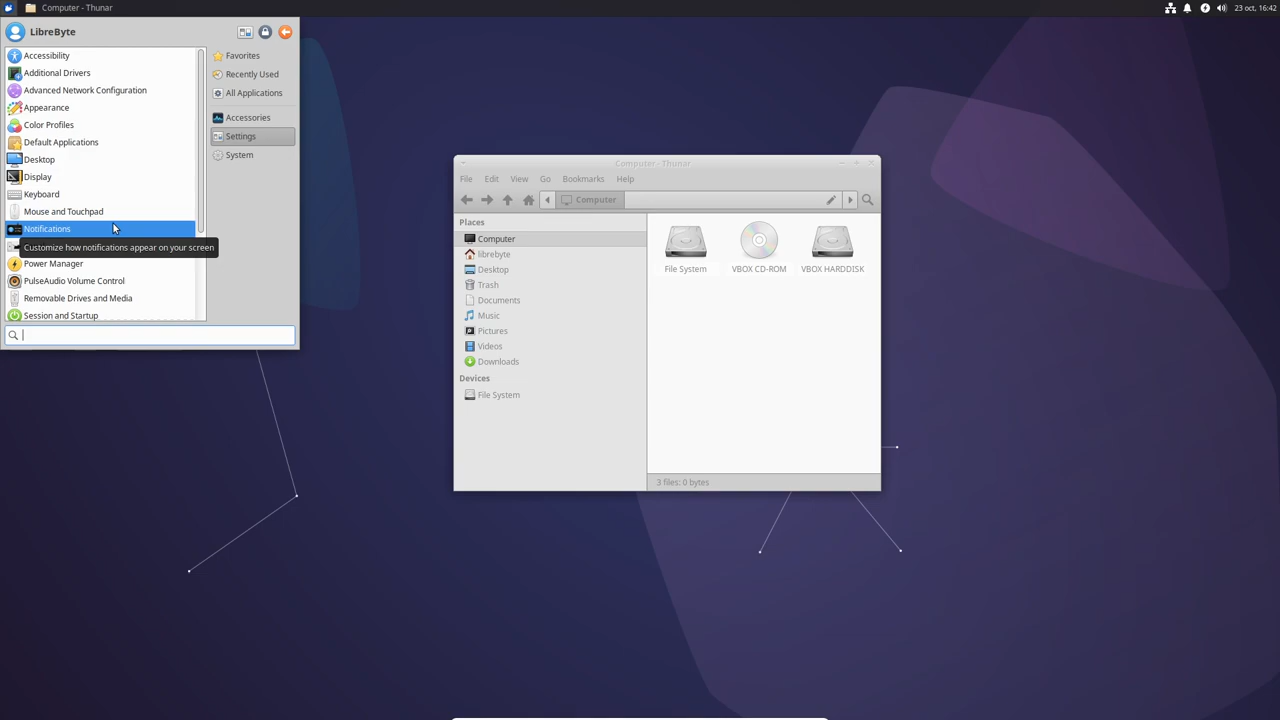 Computer - Thunar
23 oct, 16:42
LibreByte
Accessibility
Additional Drivers
Advanced Network Configuration
Appearance
Color Profiles
Default Applications
Desktop
Display
Keyboard
Mouse and Touchpad
Notifications
Customize how notifications appear on your screen
Power Manager
PulseAudio Volume Control
Removable Drives and Media
Session and Startup
Favorites
Recently Used
All Applications
Accessories
Settings
System
Computer - Thunar
File Edit View Go Bookmarks Help
Computer
Places
Computer
librebyte
Desktop
Trash
Documents
Music
Pictures
Videos
Downloads
Devices
File System
File System
VBOX CD-ROM
VBOX HARDDISK
3 files: 0 bytes